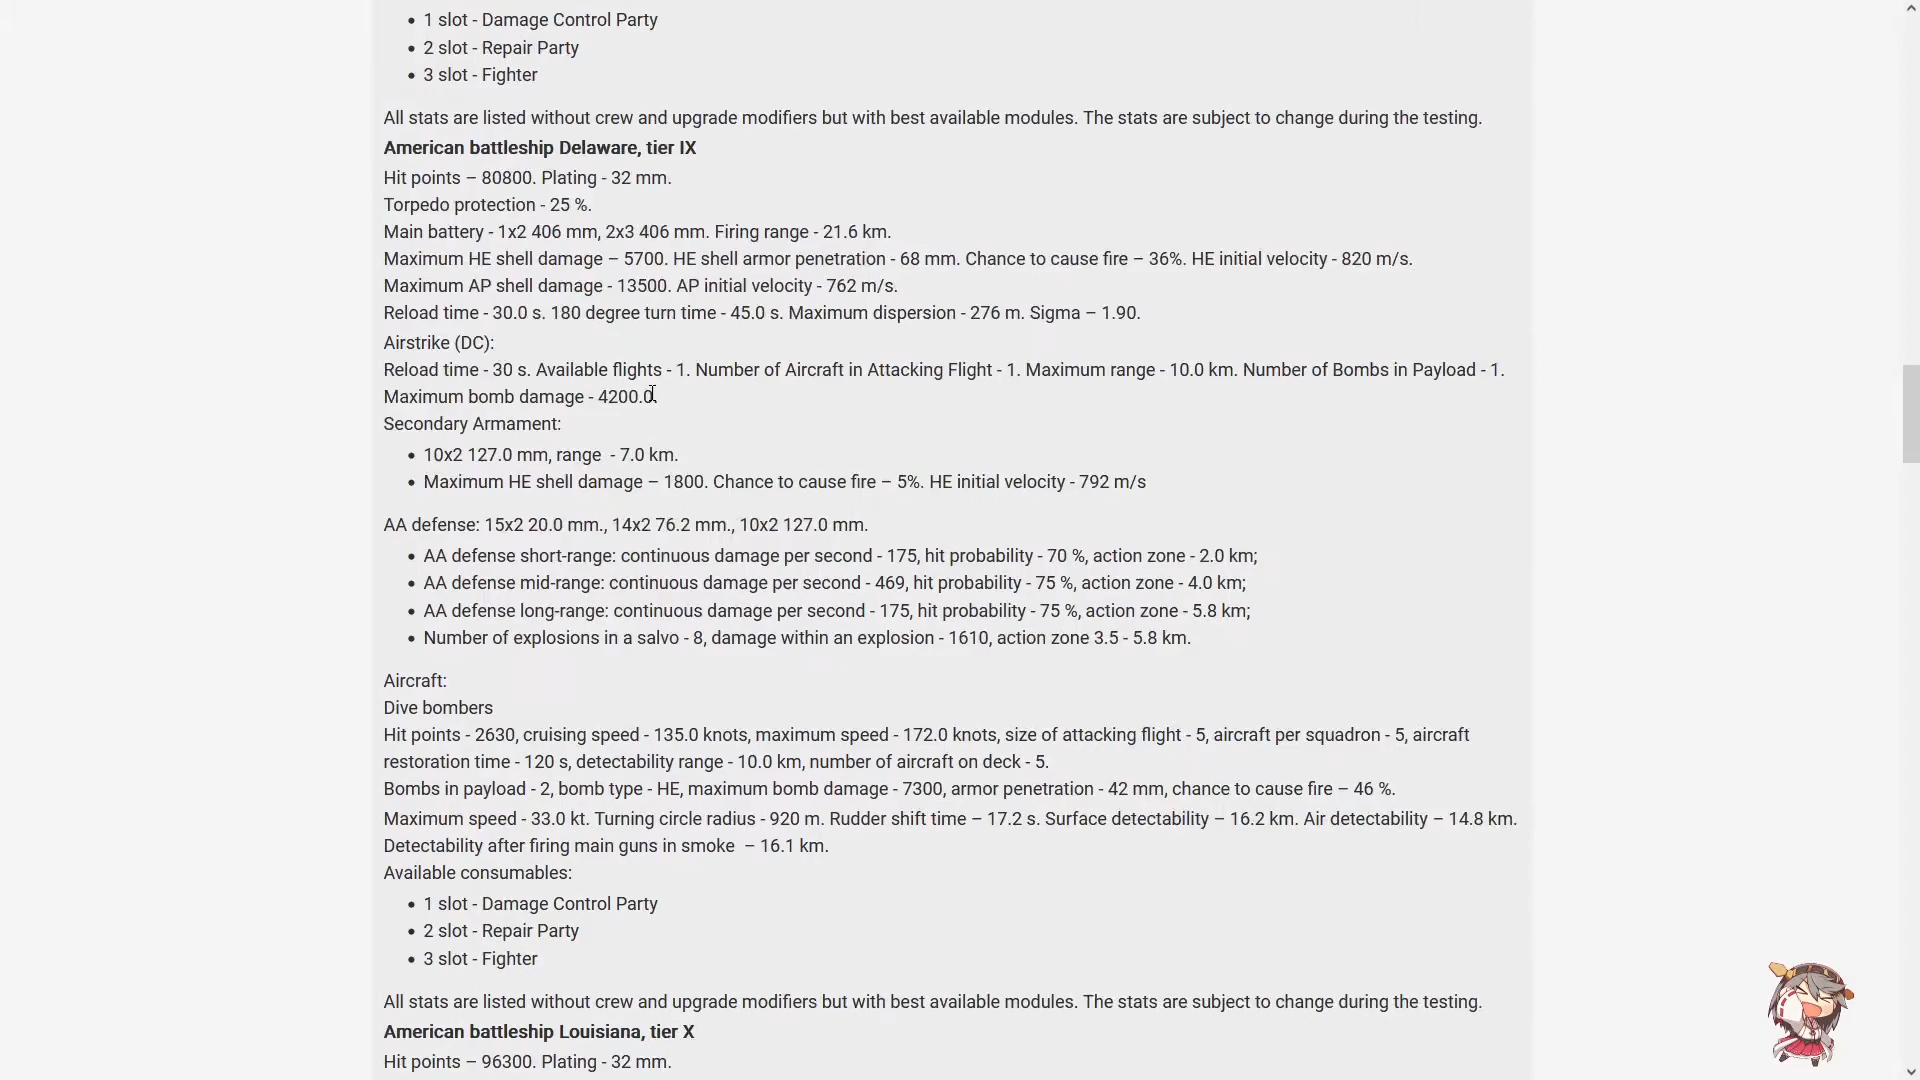 1 slot - Damage Control Party
2 slot - Repair Party
3 slot - Fighter
All stats are listed without crew and upgrade modifiers but with best available modules. The stats are subject to change during the testing.
American battleship Delaware, tier IX
Hit points – 80800. Plating - 32 mm.
Torpedo protection - 25 %.
Main battery - 1x2 406 mm, 2x3 406 mm. Firing range - 21.6 km.
Maximum HE shell damage – 5700. HE shell armor penetration - 68 mm. Chance to cause fire – 36%. HE initial velocity - 820 m/s.
Maximum AP shell damage - 13500. AP initial velocity - 762 m/s.
Reload time - 30.0 s. 180 degree turn time - 45.0 s. Maximum dispersion - 276 m. Sigma – 1.90.
Airstrike (DC):
Reload time - 30 s. Available flights - 1. Number of Aircraft in Attacking Flight - 1. Maximum range - 10.0 km. Number of Bombs in Payload - 1.
Maximum bomb damage - 4200.0.
Secondary Armament:
10x2 127.0 mm, range  - 7.0 km.
Maximum HE shell damage – 1800. Chance to cause fire – 5%. HE initial velocity - 792 m/s
AA defense: 15x2 20.0 mm., 14x2 76.2 mm., 10x2 127.0 mm.
AA defense short-range: continuous damage per second - 175, hit probability - 70 %, action zone - 2.0 km;
AA defense mid-range: continuous damage per second - 469, hit probability - 75 %, action zone - 4.0 km;
AA defense long-range: continuous damage per second - 175, hit probability - 75 %, action zone - 5.8 km;
Number of explosions in a salvo - 8, damage within an explosion - 1610, action zone 3.5 - 5.8 km.
Aircraft:
Dive bombers
Hit points - 2630, cruising speed - 135.0 knots, maximum speed - 172.0 knots, size of attacking flight - 5, aircraft per squadron - 5, aircraft
restoration time - 120 s, detectability range - 10.0 km, number of aircraft on deck - 5.
Bombs in payload - 2, bomb type - HE, maximum bomb damage - 7300, armor penetration - 42 mm, chance to cause fire – 46 %.
Maximum speed - 33.0 kt. Turning circle radius - 920 m. Rudder shift time – 17.2 s. Surface detectability – 16.2 km. Air detectability – 14.8 km.
Detectability after firing main guns in smoke  – 16.1 km.
Available consumables:
1 slot - Damage Control Party
2 slot - Repair Party
3 slot - Fighter
All stats are listed without crew and upgrade modifiers but with best available modules. The stats are subject to change during the testing.
American battleship Louisiana, tier X
Hit points – 96300. Plating - 32 mm.